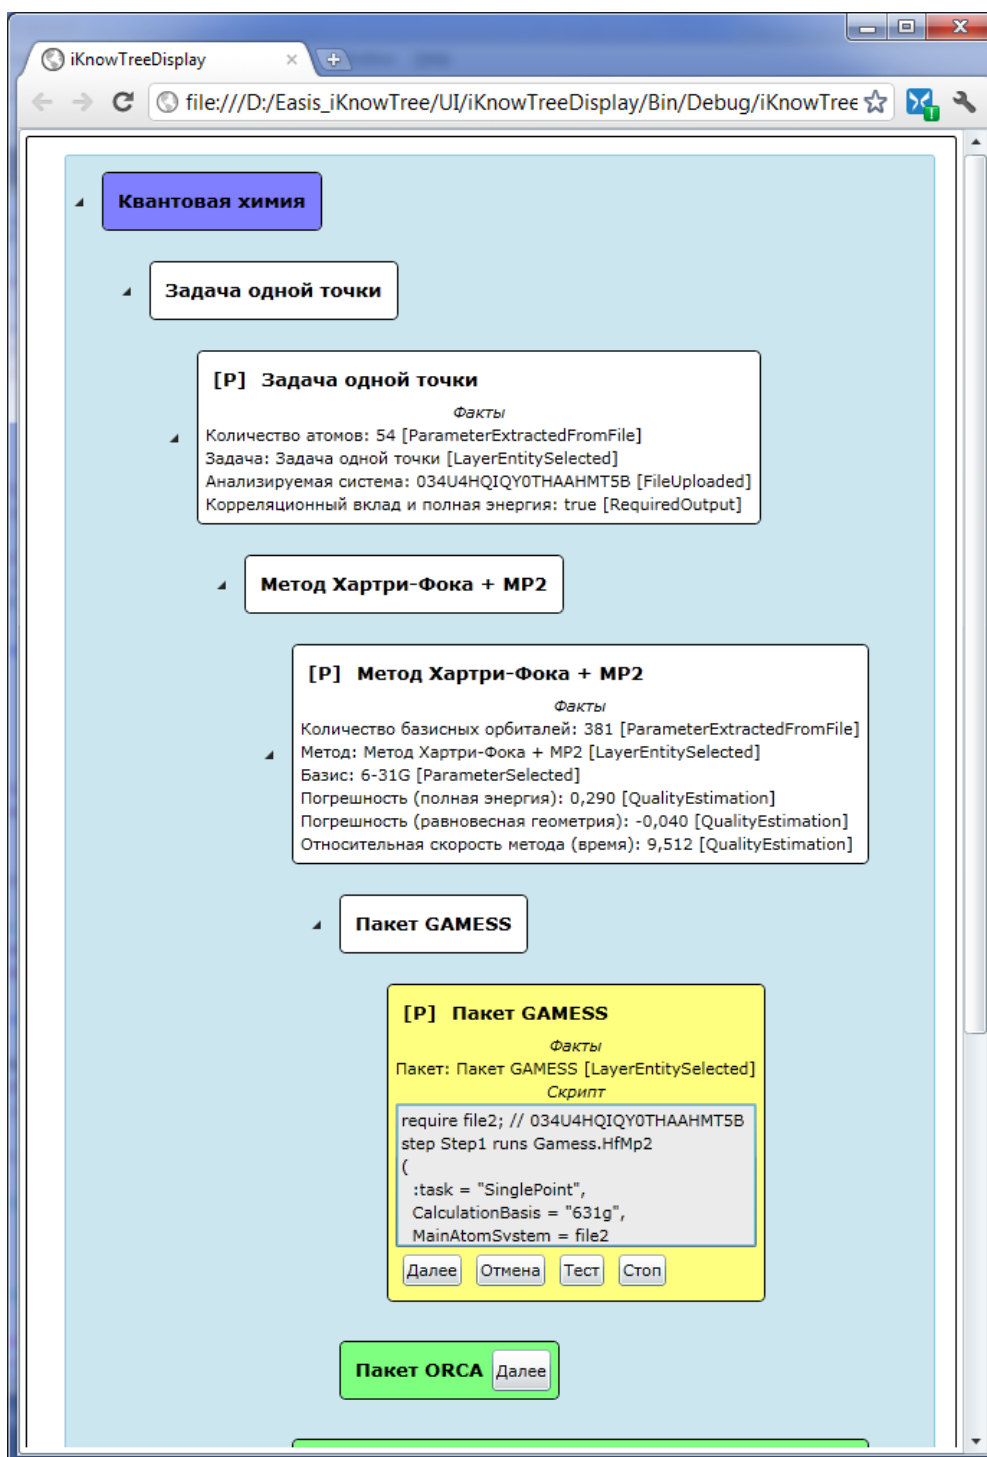 iKnowTreeDisplay
file:///D:/Easis_iKnowTree/UI/iKnowTreeDisplay/Bin/Debug/iKnowTree
Квантовая химия
Задача одной точки
[P] Задача одной точки
Факты
Количество атомов: 54 [ParameterExtractedFromFile]
Задача: Задача одной точки [LayerEntitySelected]
Анализируемая система: 034U4HQIQY0THAAHMT5B [FileUploaded]
Корреляционный вклад и полная энергия: true [RequiredOutput]
Метод Хартри-Фока + MP2
[P] Метод Хартри-Фока + MP2
Факты
Количество базисных орбиталей: 381 [ParameterExtractedFromFile]
Метод: Метод Хартри-Фока + MP2 [LayerEntitySelected]
Базис: 6-31G [ParameterSelected]
Погрешность (полная энергия): 0,290 [QualityEstimation]
Погрешность (равновесная геометрия): -0,040 [QualityEstimation]
Относительная скорость метода (время): 9,512 [QualityEstimation]
Пакет GAMESS
[P] Пакет GAMESS
Факты
Пакет: Пакет GAMESS [LayerEntitySelected]
Скрипт
require file2; // 034U4HQIQY0THAAHMT5B
step Step1 runs Gamess.HfMp2
(
:task = "SinglePoint",
CalculationBasis = "631g",
MainAtomSystem = file2
Далее Отмена Тест Стоп
Пакет ORCA Далее